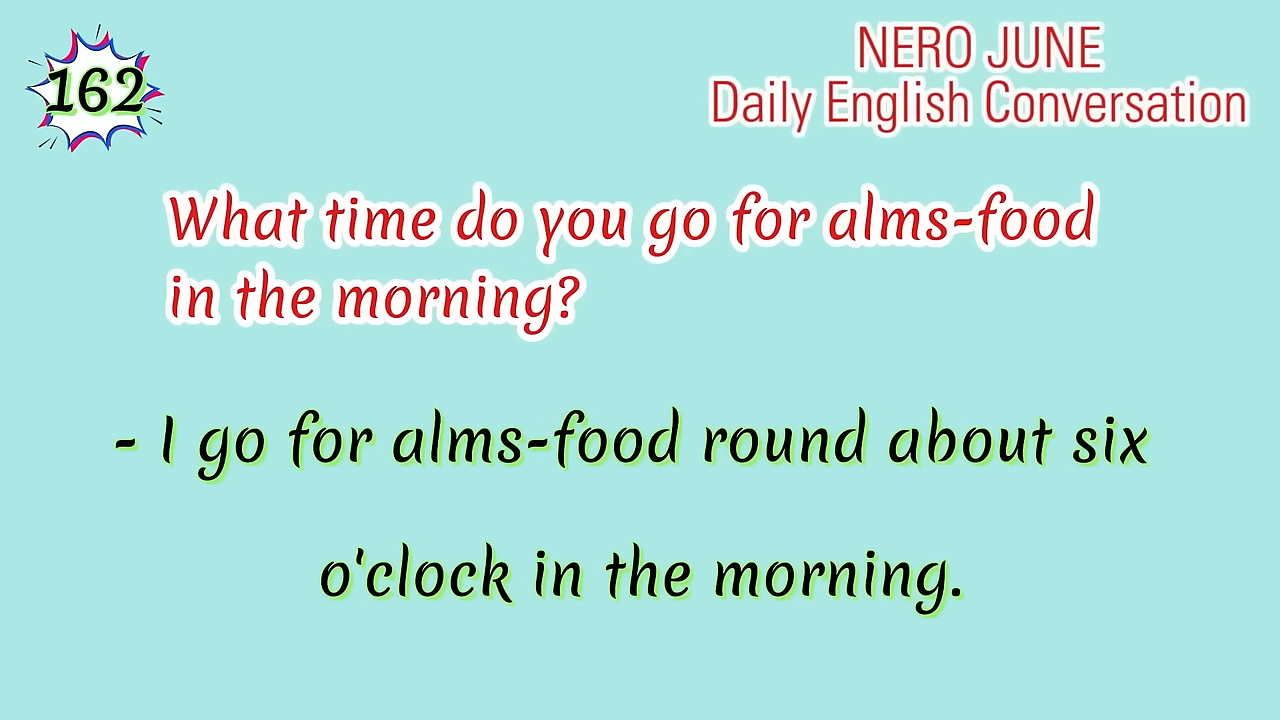 162
NERO JUNE
Daily English Conversation
What time do you go for alms-food
in the morning?
- I go for alms-food round about six
o'clock in the morning.